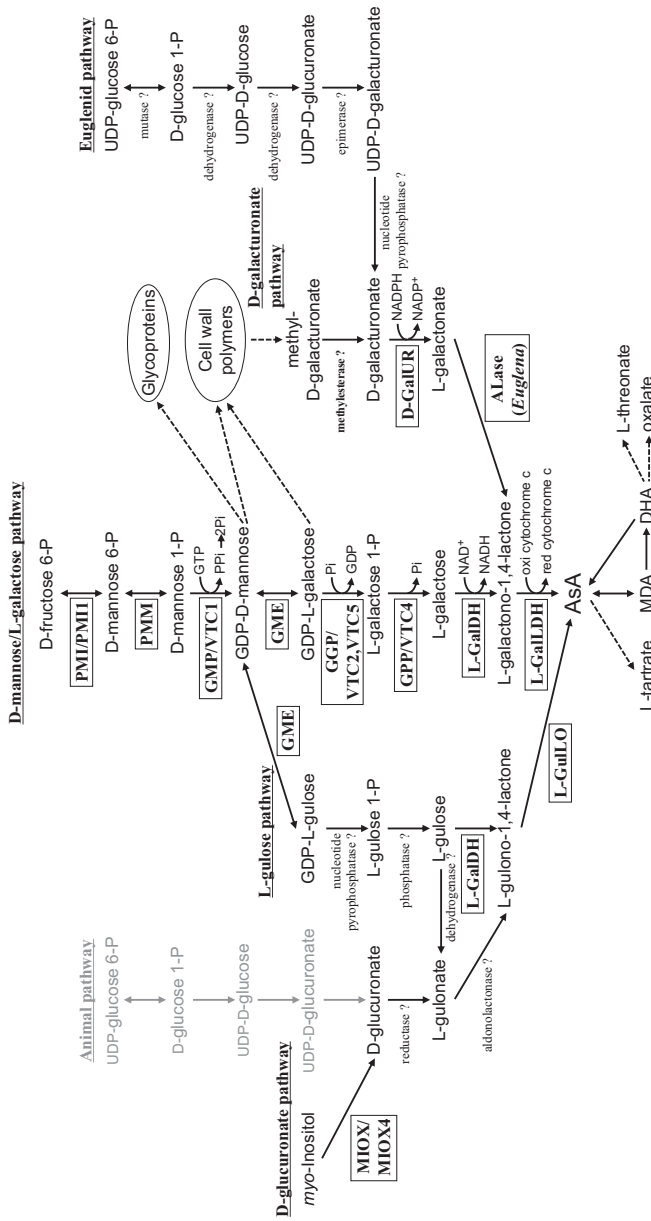 Animal pathway
UDP-glucose 6-P
D-glucose 1-P
UDP-D-glucose
UDP-D-glucuronate
D-glucuronate pathway
myo-Inositol
MIOX/
MIOX4
D-glucuronate
reductase ?
L-gulonate
aldonolactonase ?
L-gulose pathway
GME
GDP-L-gulose
nucleotide
pyrophosphatase ?
L-gulose 1-P
phosphatase ?
L-gulose
dehydrogenase ?
L-GalDH
L-gulono-1,4-lactone
L-GulLO
D-mannose/L-galactose pathway
D-fructose 6-P
PMI/PMI1
D-mannose 6-P
PMM
D-mannose 1-P
GMP/VTC1
GTP
PPi
2Pi
GDP-D-mannose
GME
GDP-L-galactose
GGP/
VTC2,VTC5
Pi
GDP
L-galactose 1-P
GPP/VTC4
Pi
L-galactose
L-GalDH
NAD+
NADH
L-galactono-1,4-lactone
L-GalLDH
oxi cytochrome c
red cytochrome c
AsA
L-tartrate
MDA
DHA
L-threonate
oxalate
Glycoproteins
Cell wall
polymers
D-galacturonate
pathway
methyl-
D-galacturonate
methylesterase ?
D-galacturonate
D-GalUR
NADPH
NADP+
L-galactonate
ALase
(Euglena)
Euglenid pathway
UDP-glucose 6-P
mutase ?
D-glucose 1-P
dehydrogenase ?
UDP-D-glucose
dehydrogenase ?
UDP-D-glucuronate
epimerase ?
UDP-D-galacturonate
nucleotide
pyrophosphatase ?